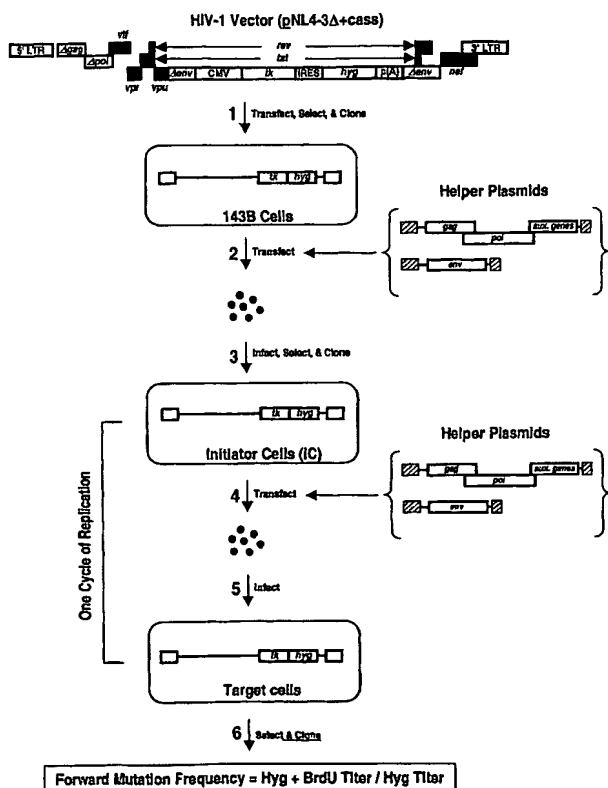 HIV-1 Vector (pNL4-3Δ+cass)
5' LTR
Δgag
Δpol
vif
vpr
vpu
rev
tat
Δenv
CMV
tk
IRES
hyg
p(A)
Δenv
nef
3' LTR
1 Transfect, Select, & Clone
tk hyg
143B Cells
Helper Plasmids
gag
pol
env
2 Transfect
3 Infect, Select, & Clone
tk hyg
Initiator Cells (IC)
One Cycle of Replication
Helper Plasmids
gag
pol
env
4 Transfect
5 Infect
tk hyg
Target cells
6 Select & Clone
Forward Mutation Frequency = Hyg + BrdU Titer / Hyg Titer